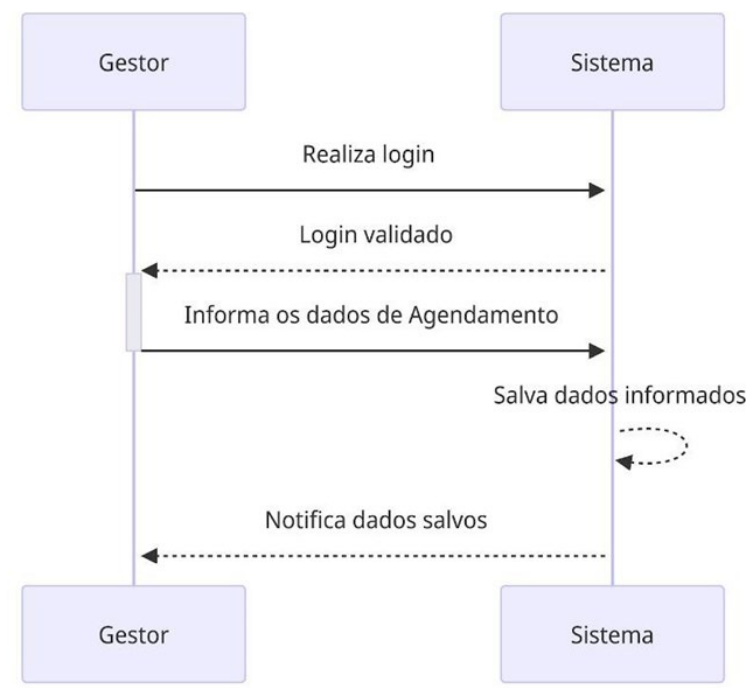 Gestor
Sistema
Realiza login
Login validado
Informa os dados de Agendamento
Salva dados informados
Notifica dados salvos
Gestor
Sistema